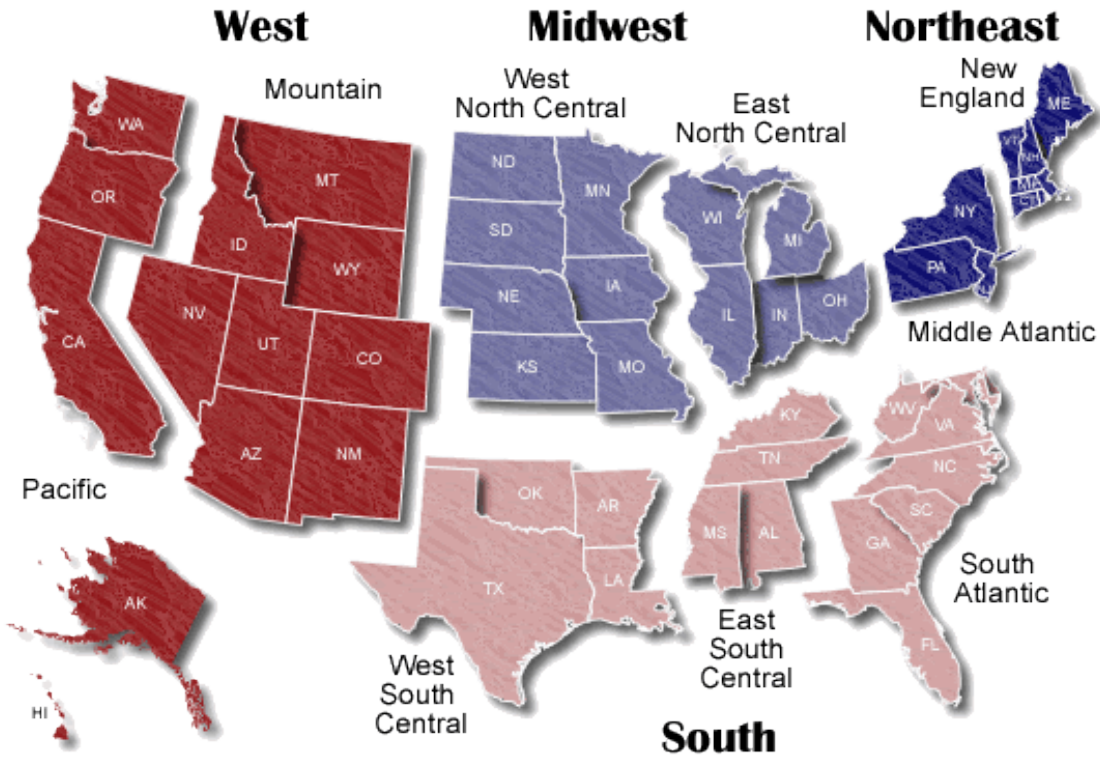 West
Midwest
Northeast
Mountain
West
North Central
East
North Central
New
England
WA
OR
CA
MT
ID
WY
NV
UT
CO
AZ
NM
Pacific
AK
HI
ND
MN
SD
NE
IA
KS
MO
WI
MI
IL
IN
OH
ME
VT
NH
MA
CT
NY
PA
NJ
Middle Atlantic
OK
AR
TX
LA
West
South
Central
KY
TN
MS
AL
East
South
Central
WV
VA
NC
SC
GA
FL
South
Atlantic
South